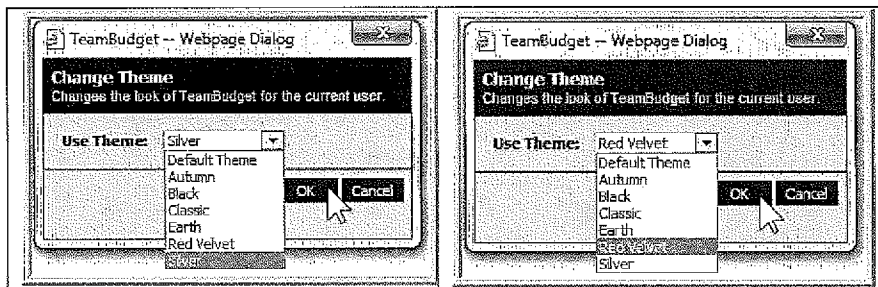 TeamBudget -- Webpage Dialog
Change Theme
Changes the look of TeamBudget for the current user.
Use Theme: Silver
Default Theme
Autumn
Black
Classic
Earth
Red Velvet
Silver
OK Cancel
TeamBudget -- Webpage Dialog
Change Theme
Changes the look of TeamBudget for the current user.
Use Theme: Red Velvet
Default Theme
Autumn
Black
Classic
Earth
Red Velvet
Silver
OK Cancel